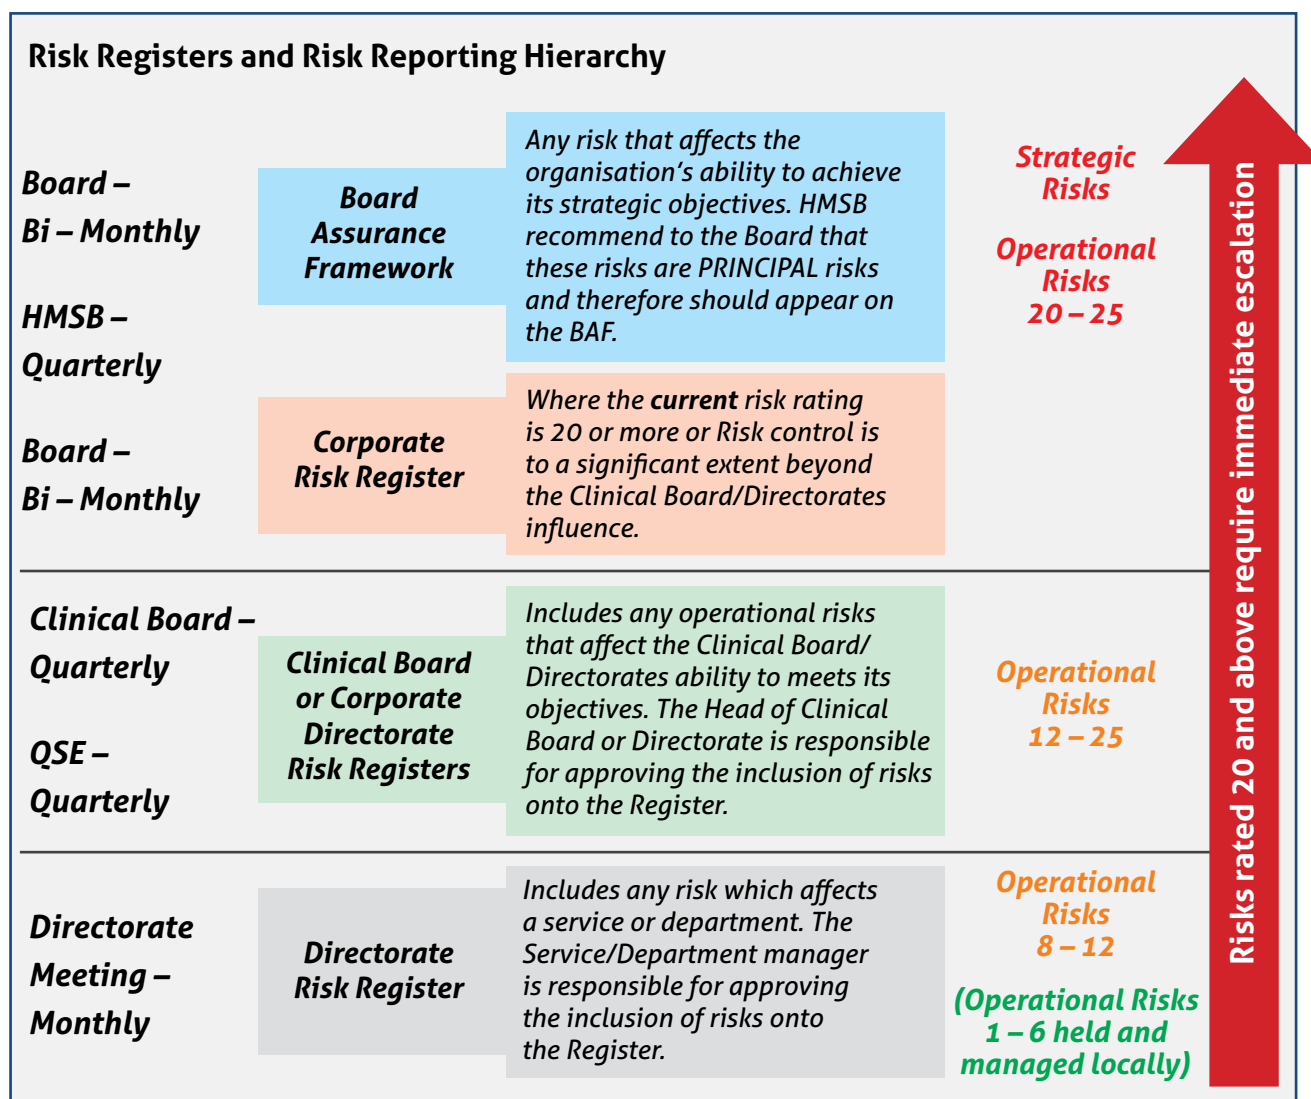 Risk Registers and Risk Reporting Hierarchy
Board –
Bi – Monthly
HMSB –
Quarterly
Board –
Bi – Monthly
Board
Assurance
Framework
Any risk that affects the
organisation’s ability to achieve
its strategic objectives. HMSB
recommend to the Board that
these risks are PRINCIPAL risks
and therefore should appear on
the BAF.
Strategic
Risks
Operational
Risks
20 – 25
Corporate
Risk Register
Where the current risk rating
is 20 or more or Risk control is
to a significant extent beyond
the Clinical Board/Directorates
influence.
Clinical Board –
Quarterly
QSE –
Quarterly
Clinical Board
or Corporate
Directorate
Risk Registers
Includes any operational risks
that affect the Clinical Board/
Directorates ability to meets its
objectives. The Head of Clinical
Board or Directorate is responsible
for approving the inclusion of risks
onto the Register.
Operational
Risks
12 – 25
Directorate
Meeting –
Monthly
Directorate
Risk Register
Includes any risk which affects
a service or department. The
Service/Department manager
is responsible for approving
the inclusion of risks onto
the Register.
Operational
Risks
8 – 12
(Operational Risks
1 – 6 held and
managed locally)
Risks rated 20 and above require immediate escalation